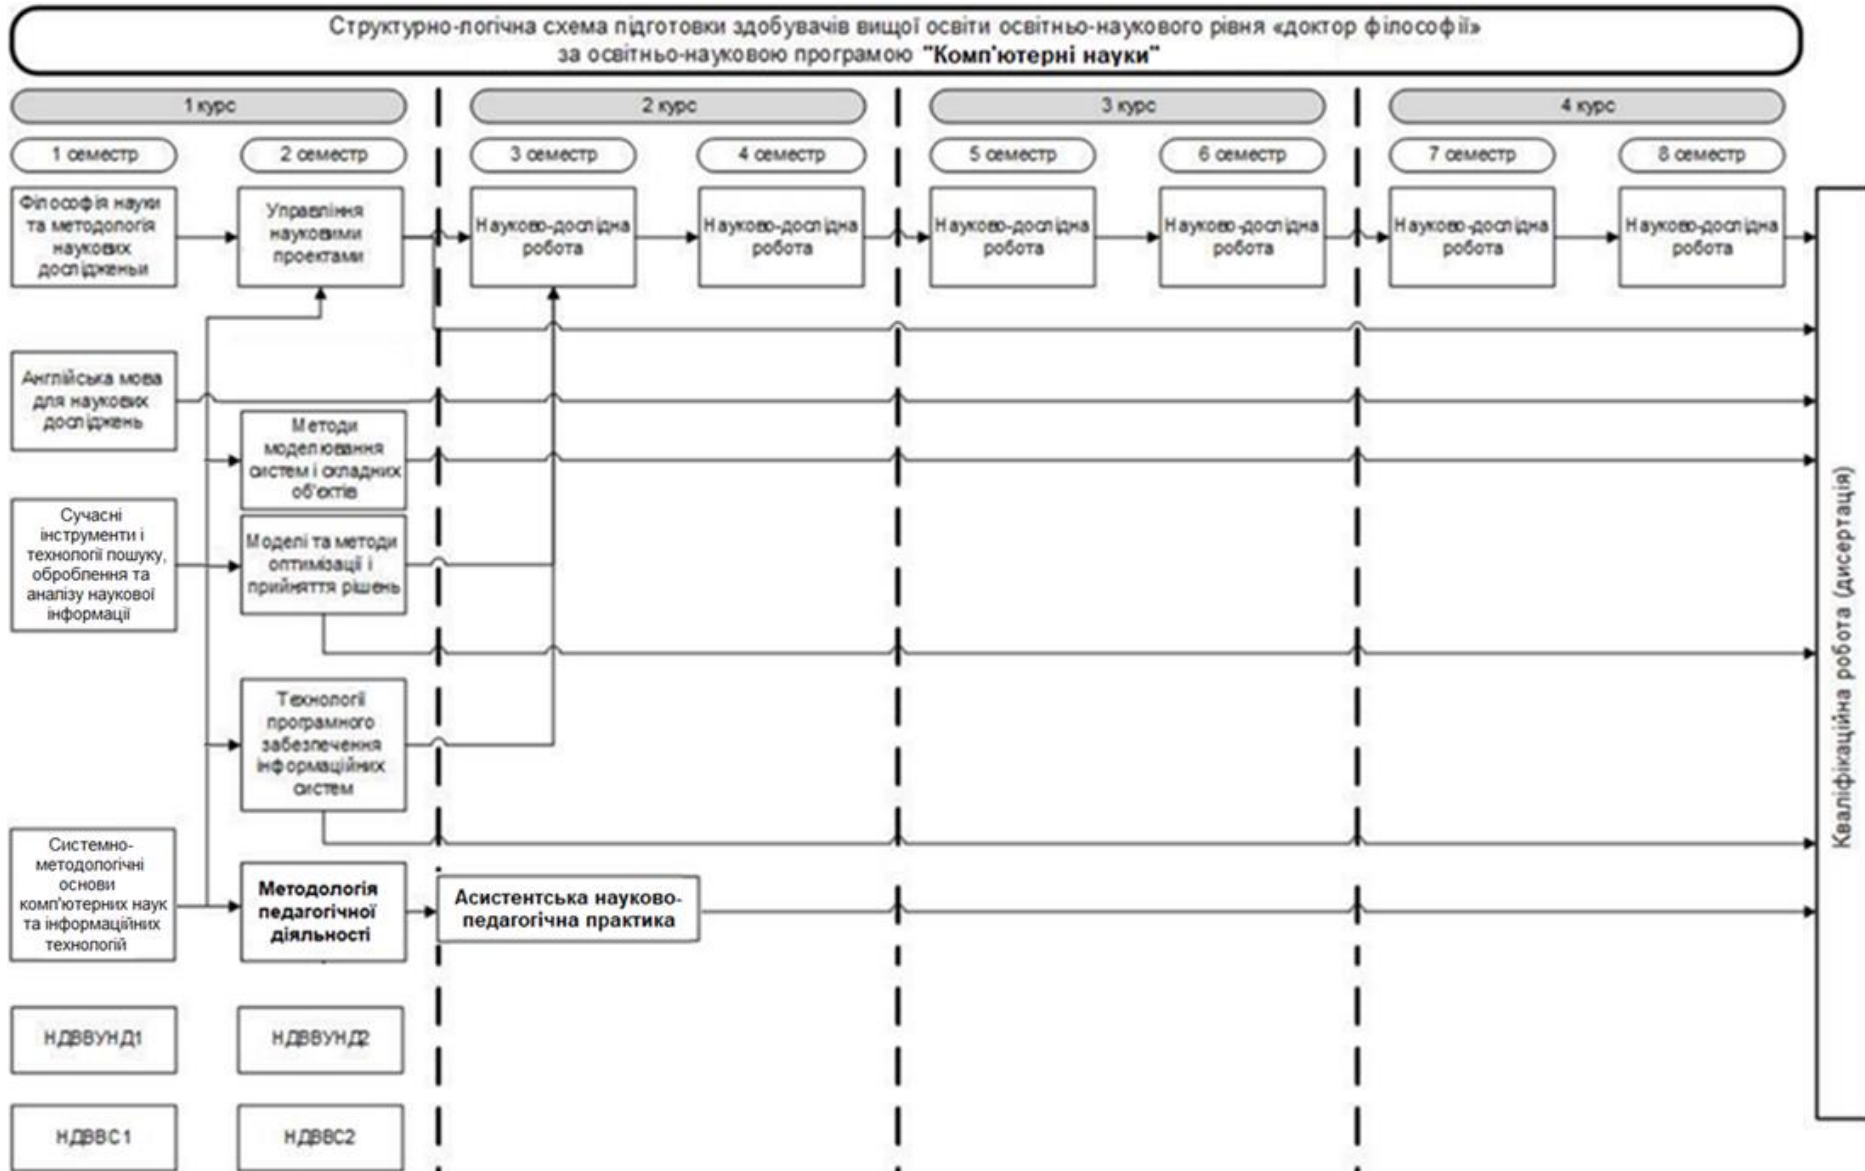 Структурно-логічна схема підготовки здобувачів вищої освіти освітньо-наукового рівня «доктор філософії»
за освітньо-науковою програмою "Комп'ютерні науки"
1 курс
2 курс
3 курс
4 курс
1 семестр
2 семестр
3 семестр
4 семестр
5 семестр
6 семестр
7 семестр
8 семестр
Філософія науки
та методологія
наукових
дослідженьи
Управління
науковими
проектами
Науково-дослідна
робота
Науково-дослідна
робота
Науково-дослідна
робота
Науково-дослідна
робота
Науково-дослідна
робота
Науково-дослідна
робота
Англійська мова
для наукових
досліджень
Методи
моделювання
систем і складних
об'єктів
Сучасні
інструменти і
технології пошуку,
оброблення та
аналізу наукової
інформації
Моделі та методи
оптимізації і
прийняття рішень
Технології
програмного
забезпечення
інформаційних
систем
Системно-
методологічні
основи
комп'ютерних наук
та інформаційних
технологій
Методологія
педагогічної
діяльності
Асистентська науково-
педагогічна практика
НДВВУНД1
НДВВУНД2
НДВВС1
НДВВС2
Кваліфікаційна робота (дисертація)